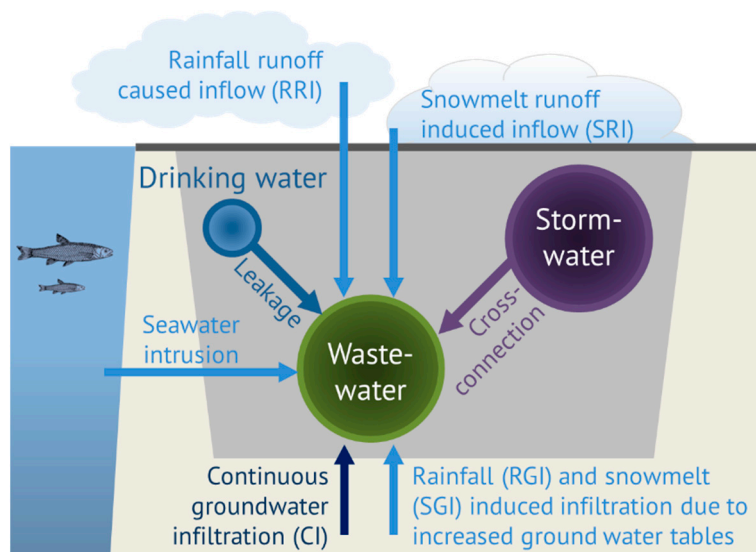 Rainfall runoff
caused inflow (RRI)
Snowmelt runoff
induced inflow (SRI)
Drinking water
Storm-
water
Leakage
Cross-
connection
Seawater
intrusion
Waste-
water
Continuous
groundwater
infiltration (CI)
Rainfall (RGI) and snowmelt
(SGI) induced infiltration due to
increased ground water tables